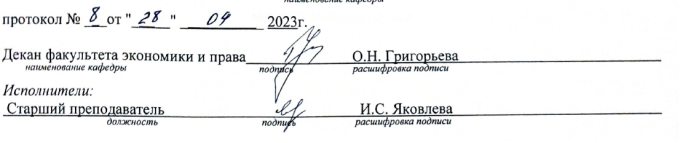 наименование кафедры
протокол № 8 от "28" 04 2023г.
Декан факультета экономики и права О.Н. Григорьева
наименование кафедры подпись расшифровка подписи
Исполнители:
Старший преподаватель И.С. Яковлева
должность подпись расшифровка подписи